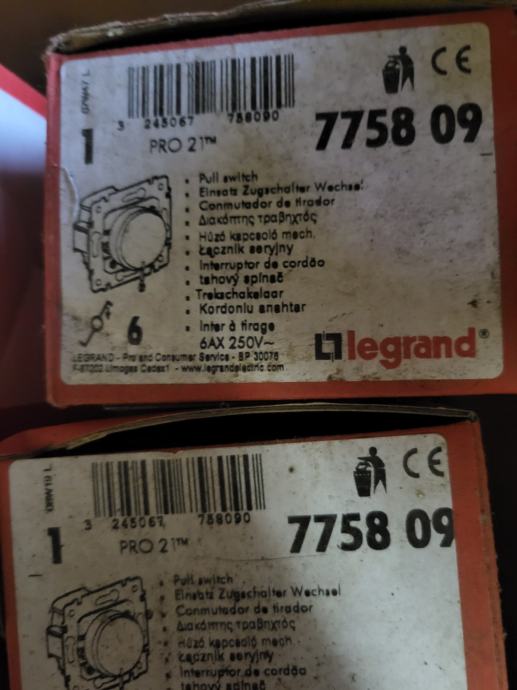 07W47 L
1
3 245067 758090
PRO 21™
7758 09
CE
• Pull switch
• Einsatz Zugschalter Wechsel
• Conmutador de tirador
• Διακόπτης τραβηχτός
• Húzó kapcsoló mech.
• Łącznik seryjny
• Interruptor de cordão
• tahový spínač
• Trekschakelaar
• Kordonlu anahtar
• Inter à tirage
6AX 250V~
6
legrand®
LEGRAND - Pro and Consumer Service - BP 30076
F-87002 Limoges Cedex1 - www.legrandelectric.com
1
3 245067 758090
PRO 21™
7758 09
CE
• Pull switch
• Einsatz Zugschalter Wechsel
• Conmutador de tirador
• Διακόπτης τραβηχτός
• Húzó kapcsoló mech.
• Łącznik seryjny
• Interruptor de cordão
• tahový spínač